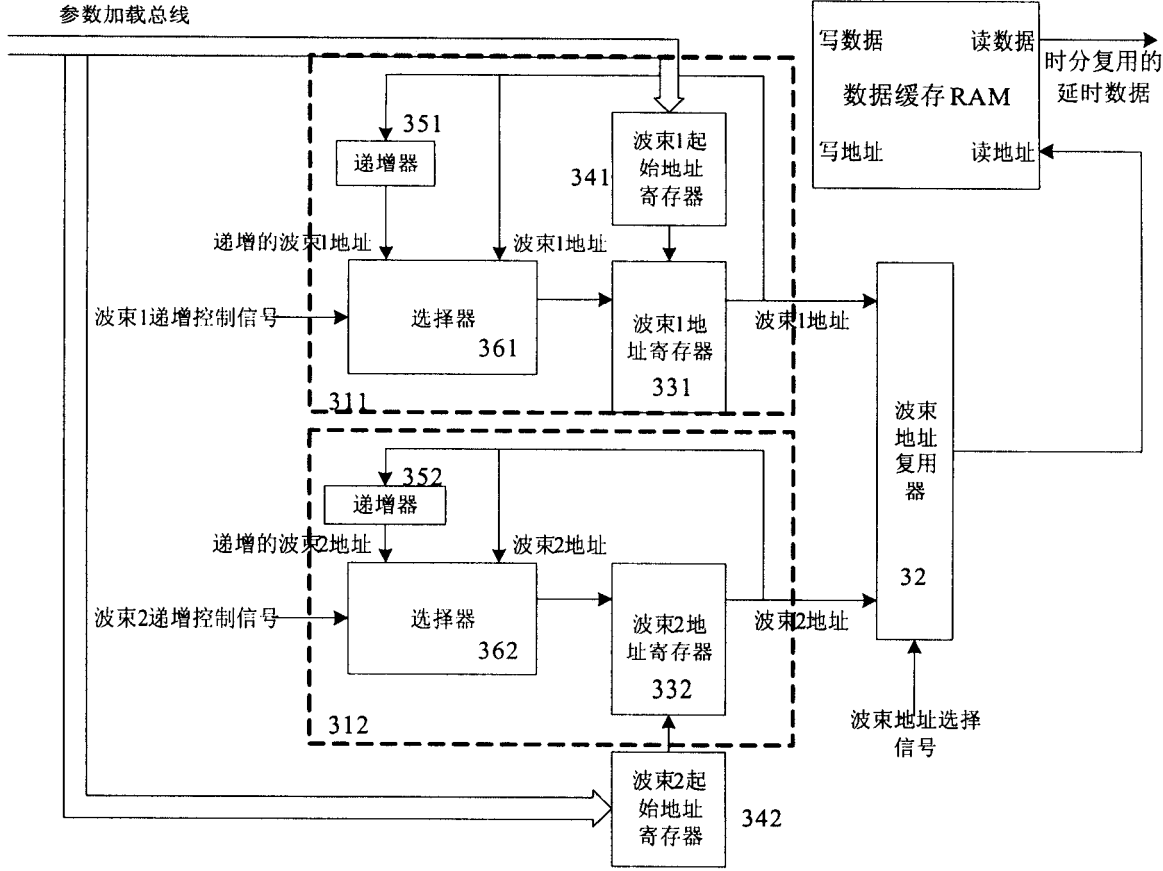 参数加载总线
写数据
读数据
时分复用的
延时数据
数据缓存RAM
写地址
读地址
351
递增器
波束1起
始地址
寄存器
341
递增的波束1地址
波束1地址
波束1递增控制信号
选择器
361
波束1地
址寄存器
331
波束1地址
311
波束
地址
复用
器
32
352
递增器
递增的波束2地址
波束2地址
波束2递增控制信号
选择器
362
波束2地
址寄存器
332
波束2地址
312
波束地址选择
信号
波束2起
始地址
寄存器
342